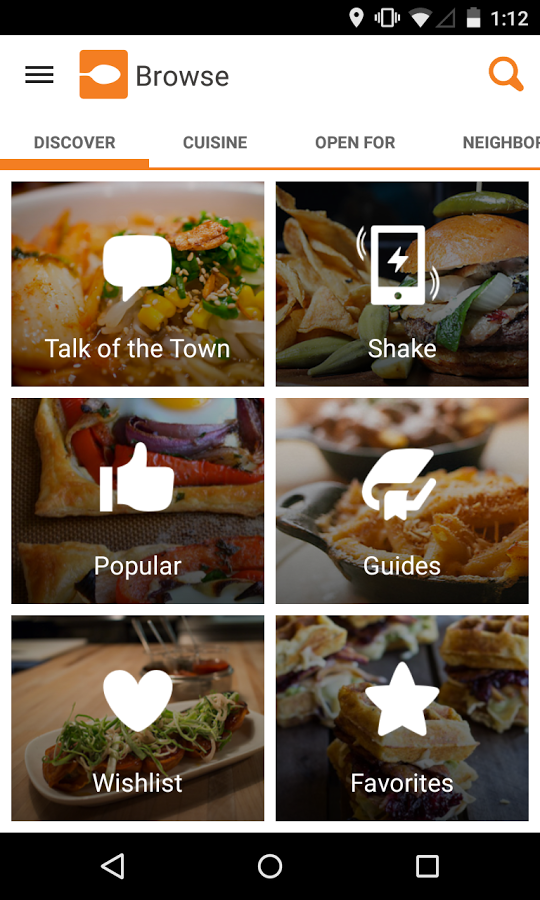 1:12
Browse
DISCOVER CUISINE OPEN FOR NEIGHBOR
Talk of the Town
Shake
Popular
Guides
Wishlist
Favorites